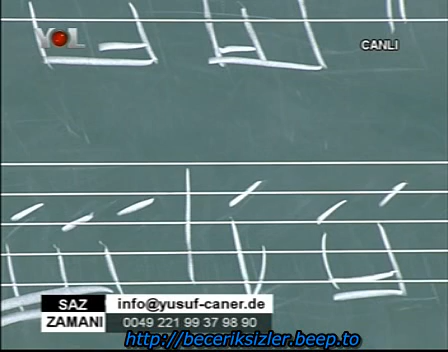 YOL
CANLI
SAZ
ZAMANI
info@yusuf-caner.de
0049 221 99 37 98 90
http://beceriksizler.beep.to